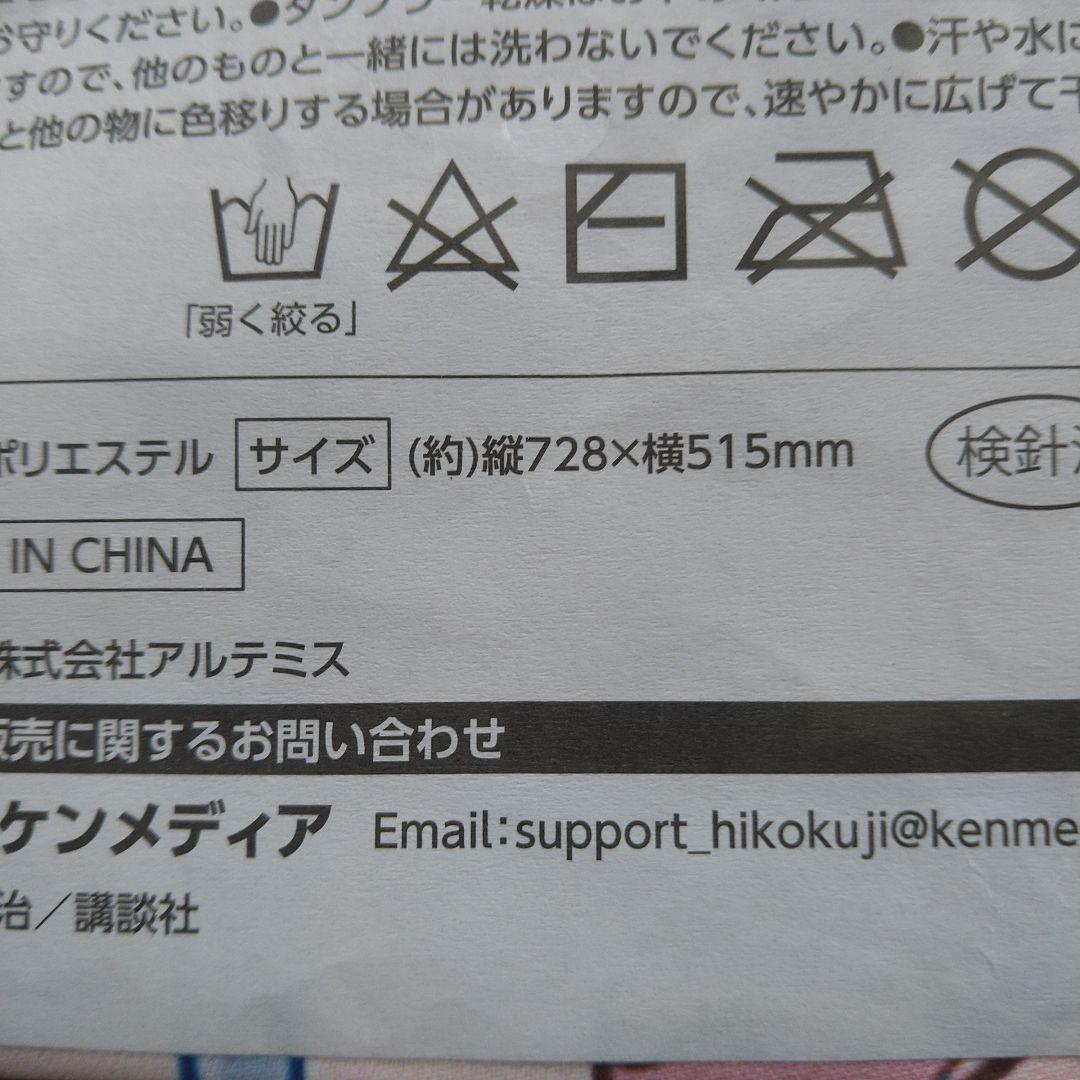 お守りください。●タンブラー乾燥はお
すので、他のものと一緒には洗わないでください。●汗や水に
と他の物に色移りする場合がありますので、速やかに広げて干
「弱く絞る」
ポリエステル サイズ (約)縦728×横515mm 検針済
IN CHINA
株式会社アルテミス
販売に関するお問い合わせ
ケンメディア Email:support_hikokuji@kenme
治/講談社